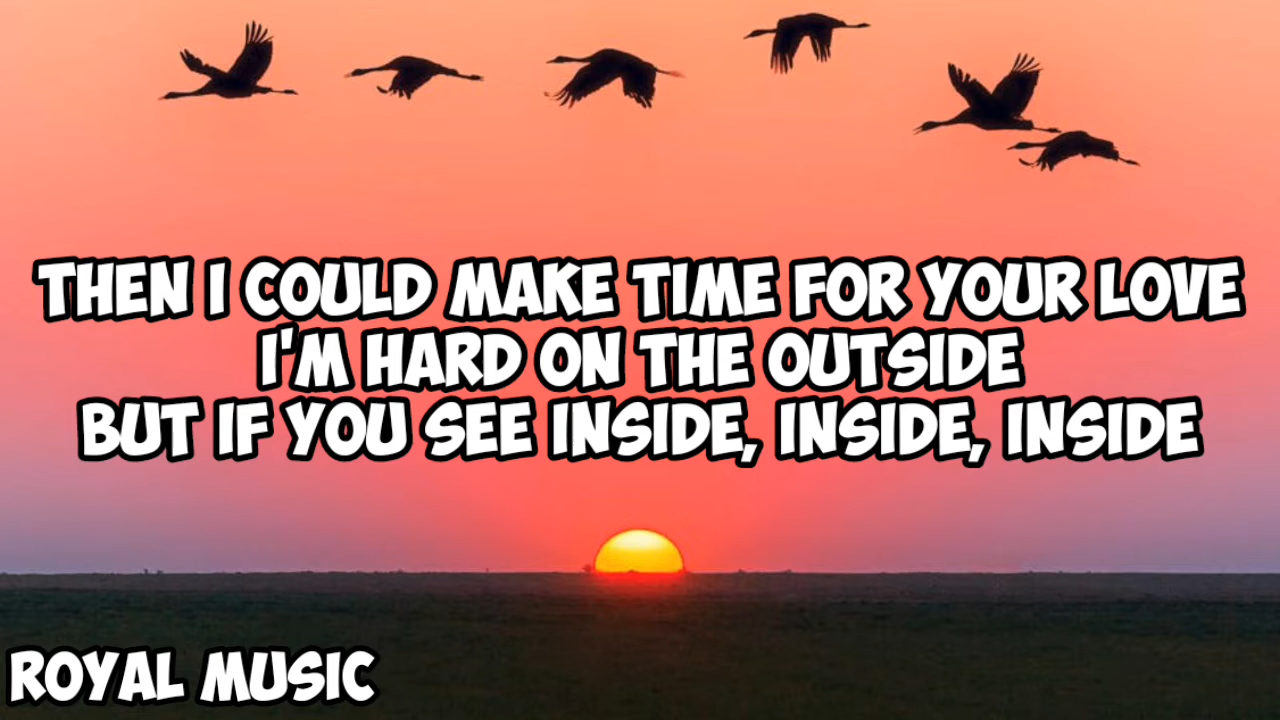 THEN I COULD MAKE TIME FOR YOUR LOVE
I'M HARD ON THE OUTSIDE
BUT IF YOU SEE INSIDE, INSIDE, INSIDE
ROYAL MUSIC